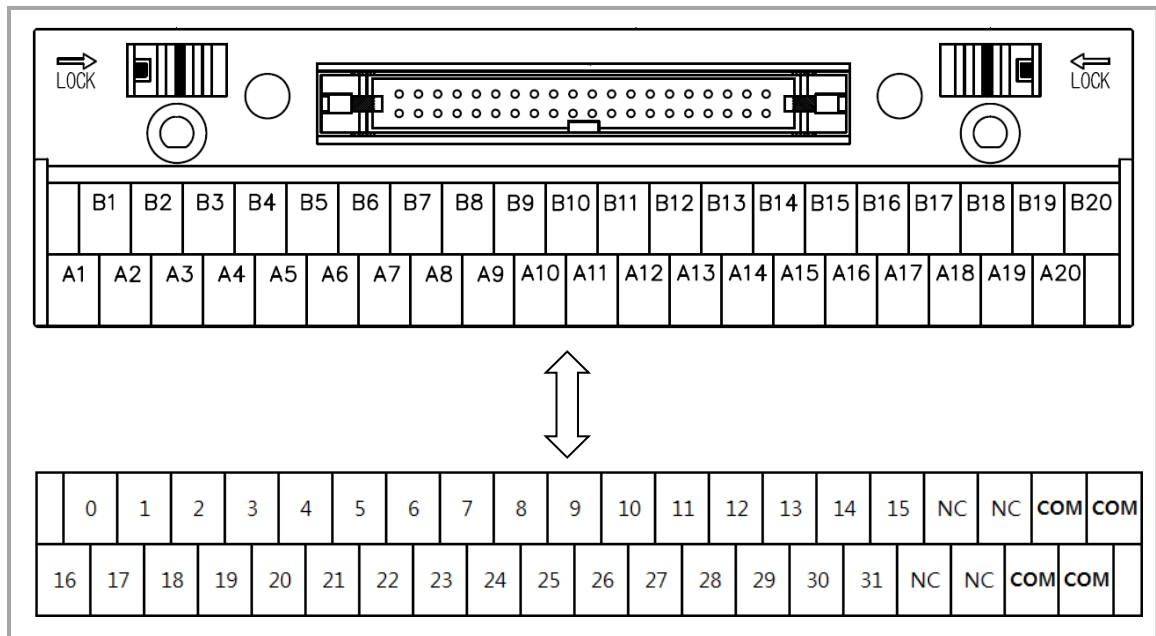 LOCK LOCK
B1 B2 B3 B4 B5 B6 B7 B8 B9 B10 B11 B12 B13 B14 B15 B16 B17 B18 B19 B20
A1 A2 A3 A4 A5 A6 A7 A8 A9 A10 A11 A12 A13 A14 A15 A16 A17 A18 A19 A20
0 1 2 3 4 5 6 7 8 9 10 11 12 13 14 15 NC NC COM COM
16 17 18 19 20 21 22 23 24 25 26 27 28 29 30 31 NC NC COM COM